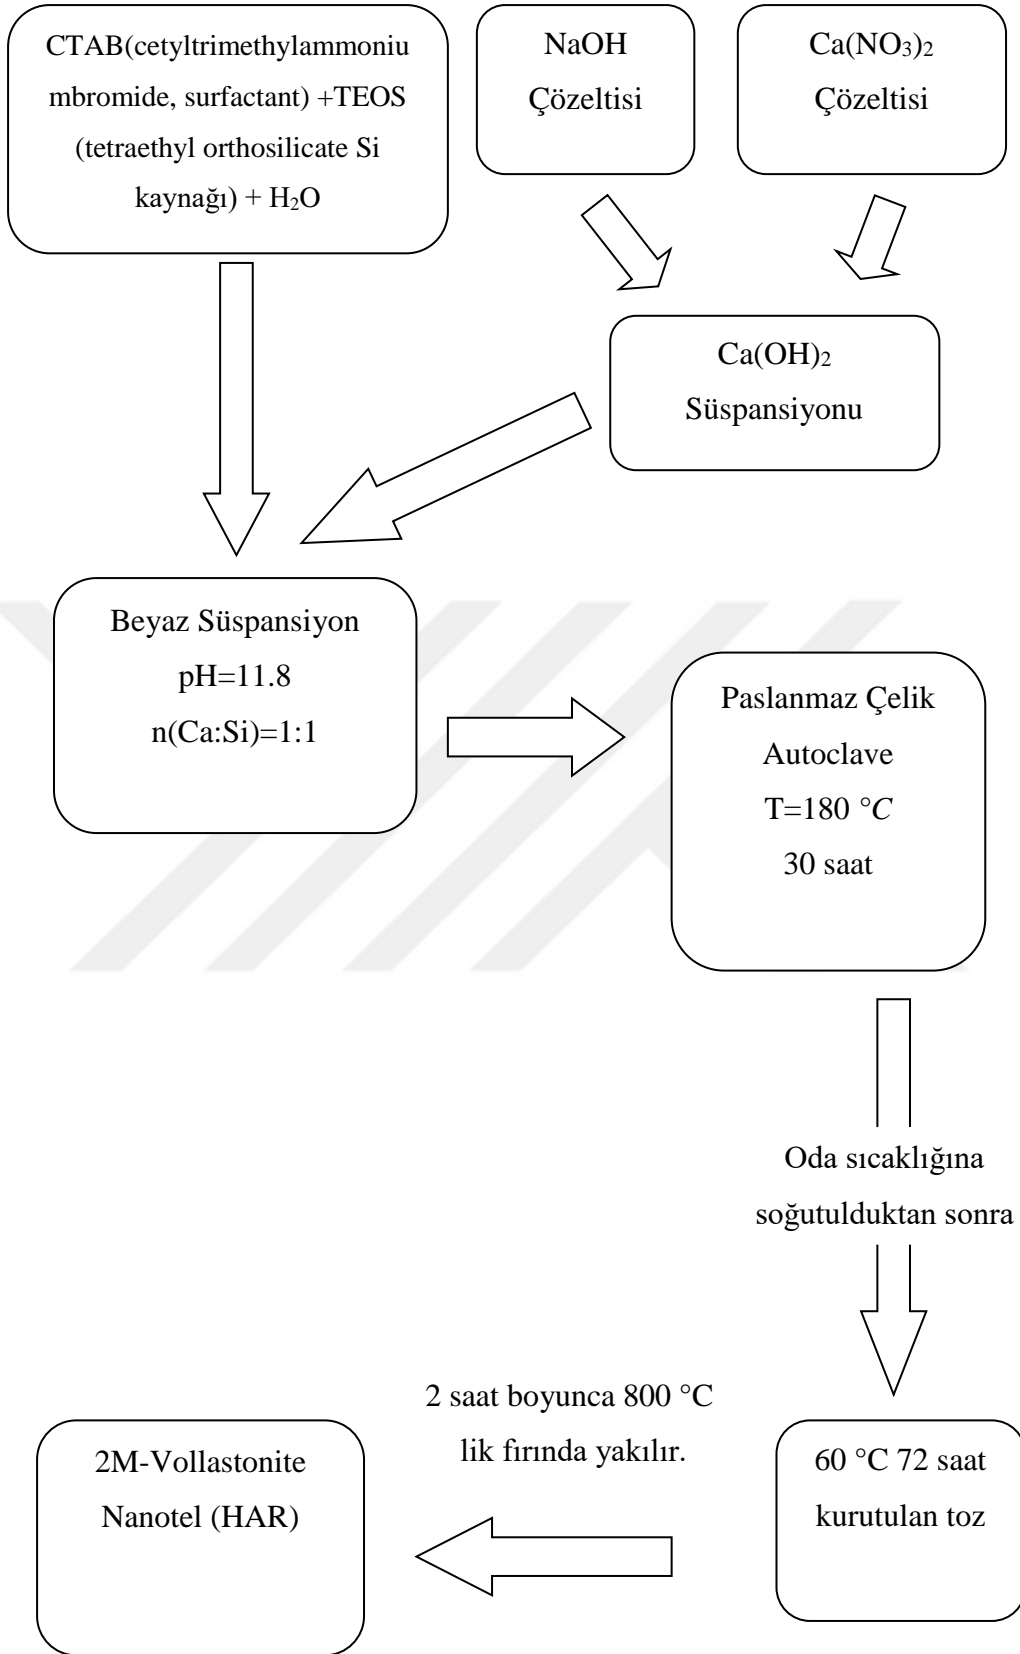 CTAB(cetyltrimethylammoniu
mbromide, surfactant) +TEOS
(tetraethyl orthosilicate Si
kaynağı) + H₂O
NaOH
Çözeltisi
Ca(NO₃)₂
Çözeltisi
Ca(OH)₂
Süspansiyonu
Beyaz Süspansiyon
pH=11.8
n(Ca:Si)=1:1
Paslanmaz Çelik
Autoclave
T=180 °C
30 saat
Oda sıcaklığına
soğutulduktan sonra
60 °C 72 saat
kurutulan toz
2 saat boyunca 800 °C
lik fırında yakılır.
2M-Vollastonite
Nanotel (HAR)